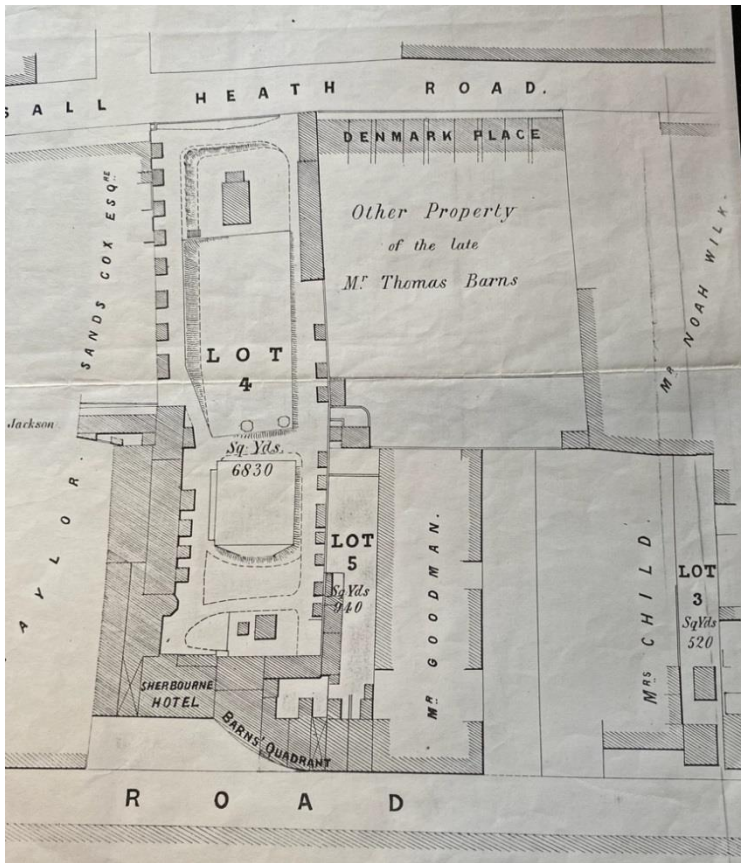 SALL HEATH ROAD.
DENMARK PLACE
SANDS COX ESQRE
Other Property
of the late
Mr Thomas Barns
MR NOAH WILK.
LOT
4
Sq. Yds.
6830
Jackson
AYLOR.
LOT
5
Sq Yds
940
MR GOODMAN.
MRS CHILD.
LOT
3
Sq Yds
520
SHERBOURNE
HOTEL
BARNS' QUADRANT
ROAD